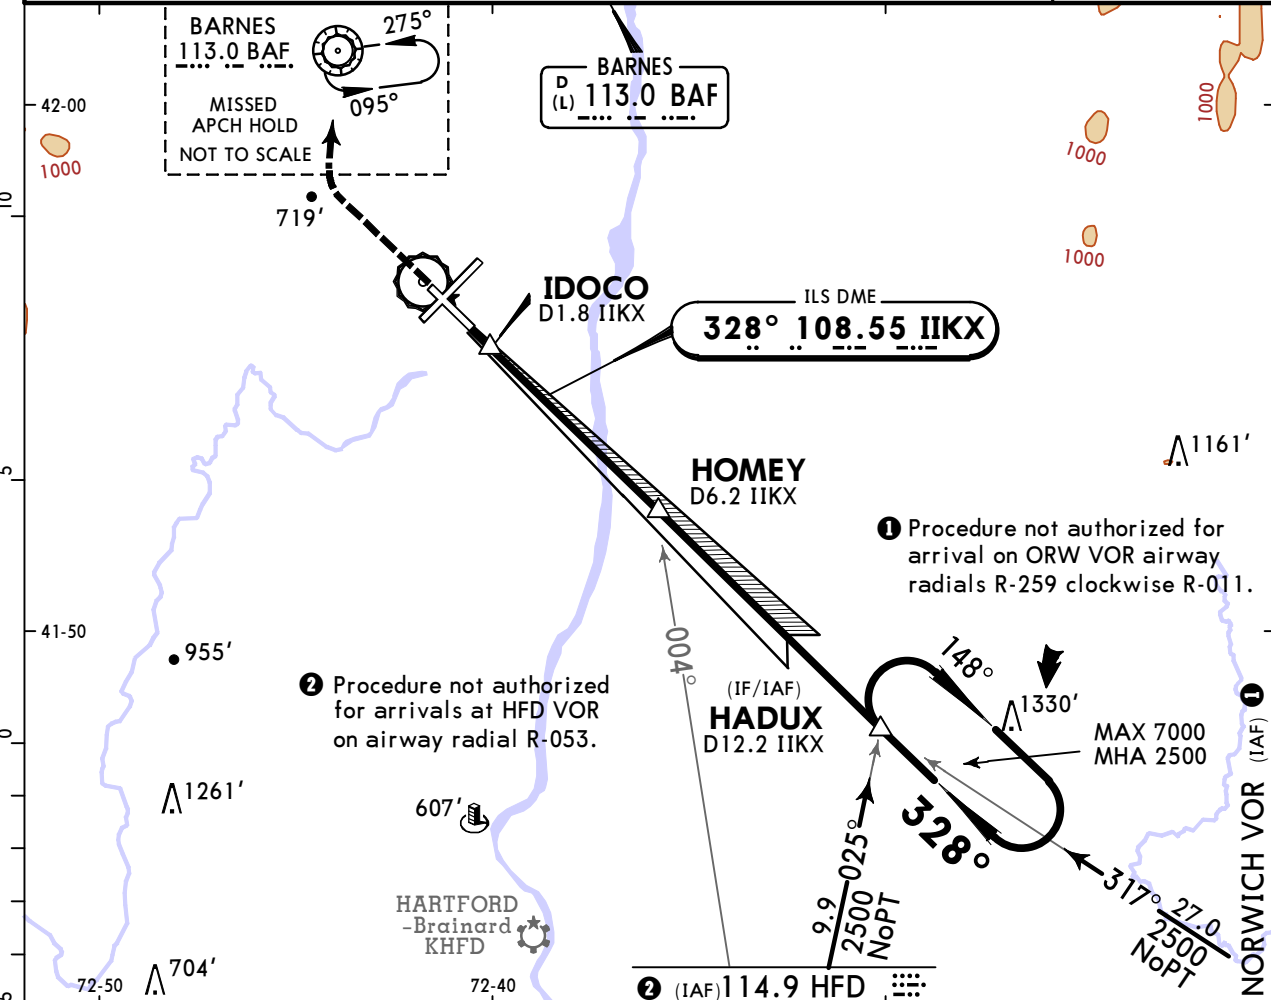 BARNES
113.0 BAF
275°
095°
MISSED
APCH HOLD
NOT TO SCALE
BARNES
D
(L) 113.0 BAF
42-00
1000
1000
1000
1000
10
719'
IDOCO
D1.8 IIKX
ILS DME
328° 108.55 IIKX
HOMEY
D6.2 IIKX
1161'
5
1 Procedure not authorized for
arrival on ORW VOR airway
radials R-259 clockwise R-011.
41-50
955'
004°
2 Procedure not authorized
for arrivals at HFD VOR
on airway radial R-053.
(IF/IAF)
HADUX
D12.2 IIKX
148°
1330'
MAX 7000
MHA 2500
0
1261'
607'
328°
025°
9.9
2500
NoPT
317°
27.0
2500
NoPT
NORWICH VOR (IAF) 1
HARTFORD
-Brainard
KHFD
704'
72-50
72-40
2 (IAF) 114.9 HFD